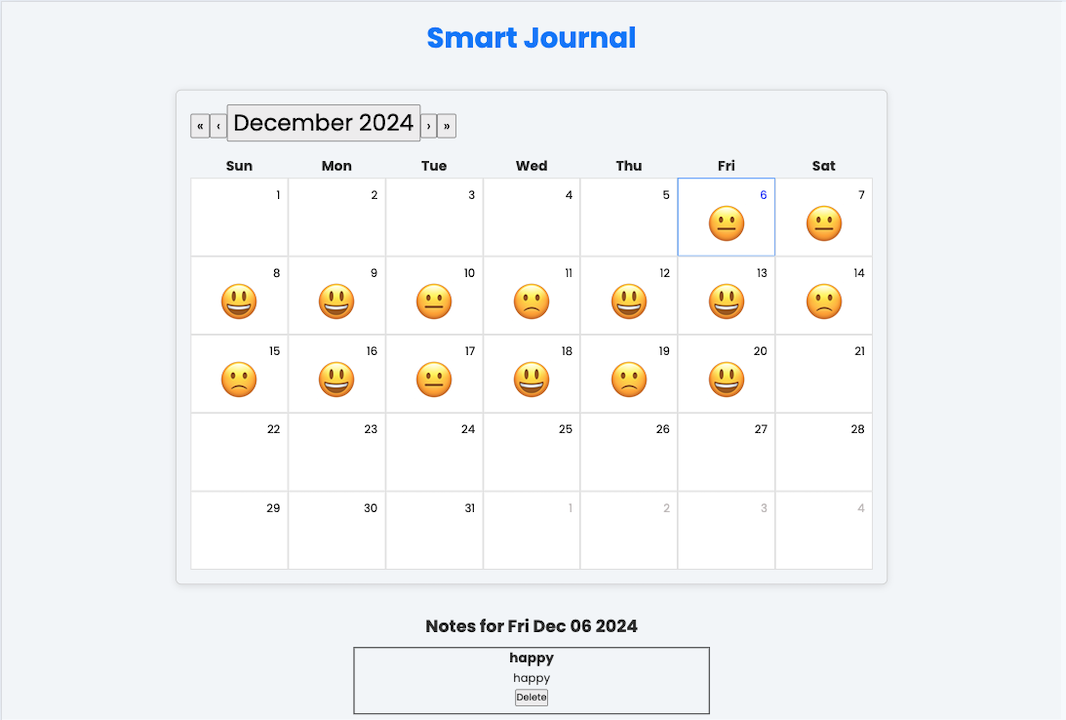 Smart Journal
« ‹ December 2024 › »
Sun Mon Tue Wed Thu Fri Sat
1 2 3 4 5 6 7
8 9 10 11 12 13 14
15 16 17 18 19 20 21
22 23 24 25 26 27 28
29 30 31 1 2 3 4
Notes for Fri Dec 06 2024
happy
happy
Delete